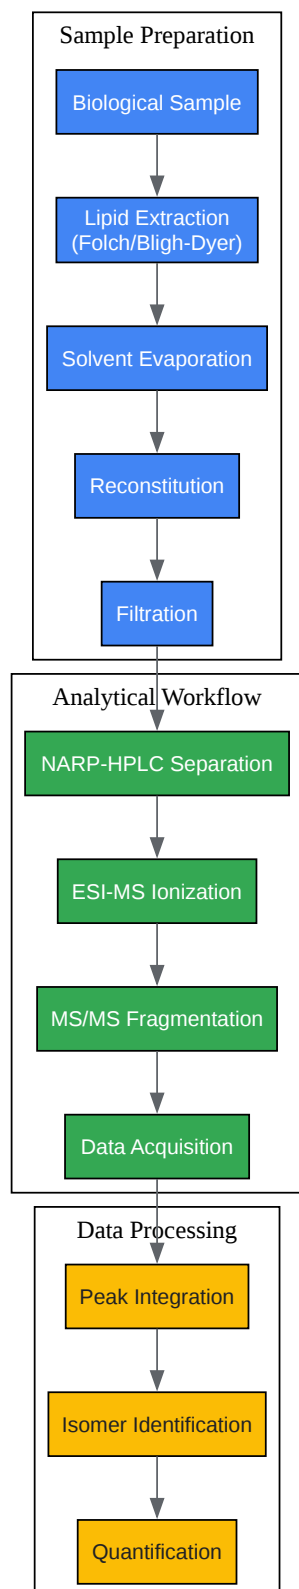 Sample Preparation
Biological Sample
Lipid Extraction
(Folch/Bligh-Dyer)
Solvent Evaporation
Reconstitution
Filtration
Analytical Workflow
NARP-HPLC Separation
ESI-MS Ionization
MS/MS Fragmentation
Data Acquisition
Data Processing
Peak Integration
Isomer Identification
Quantification